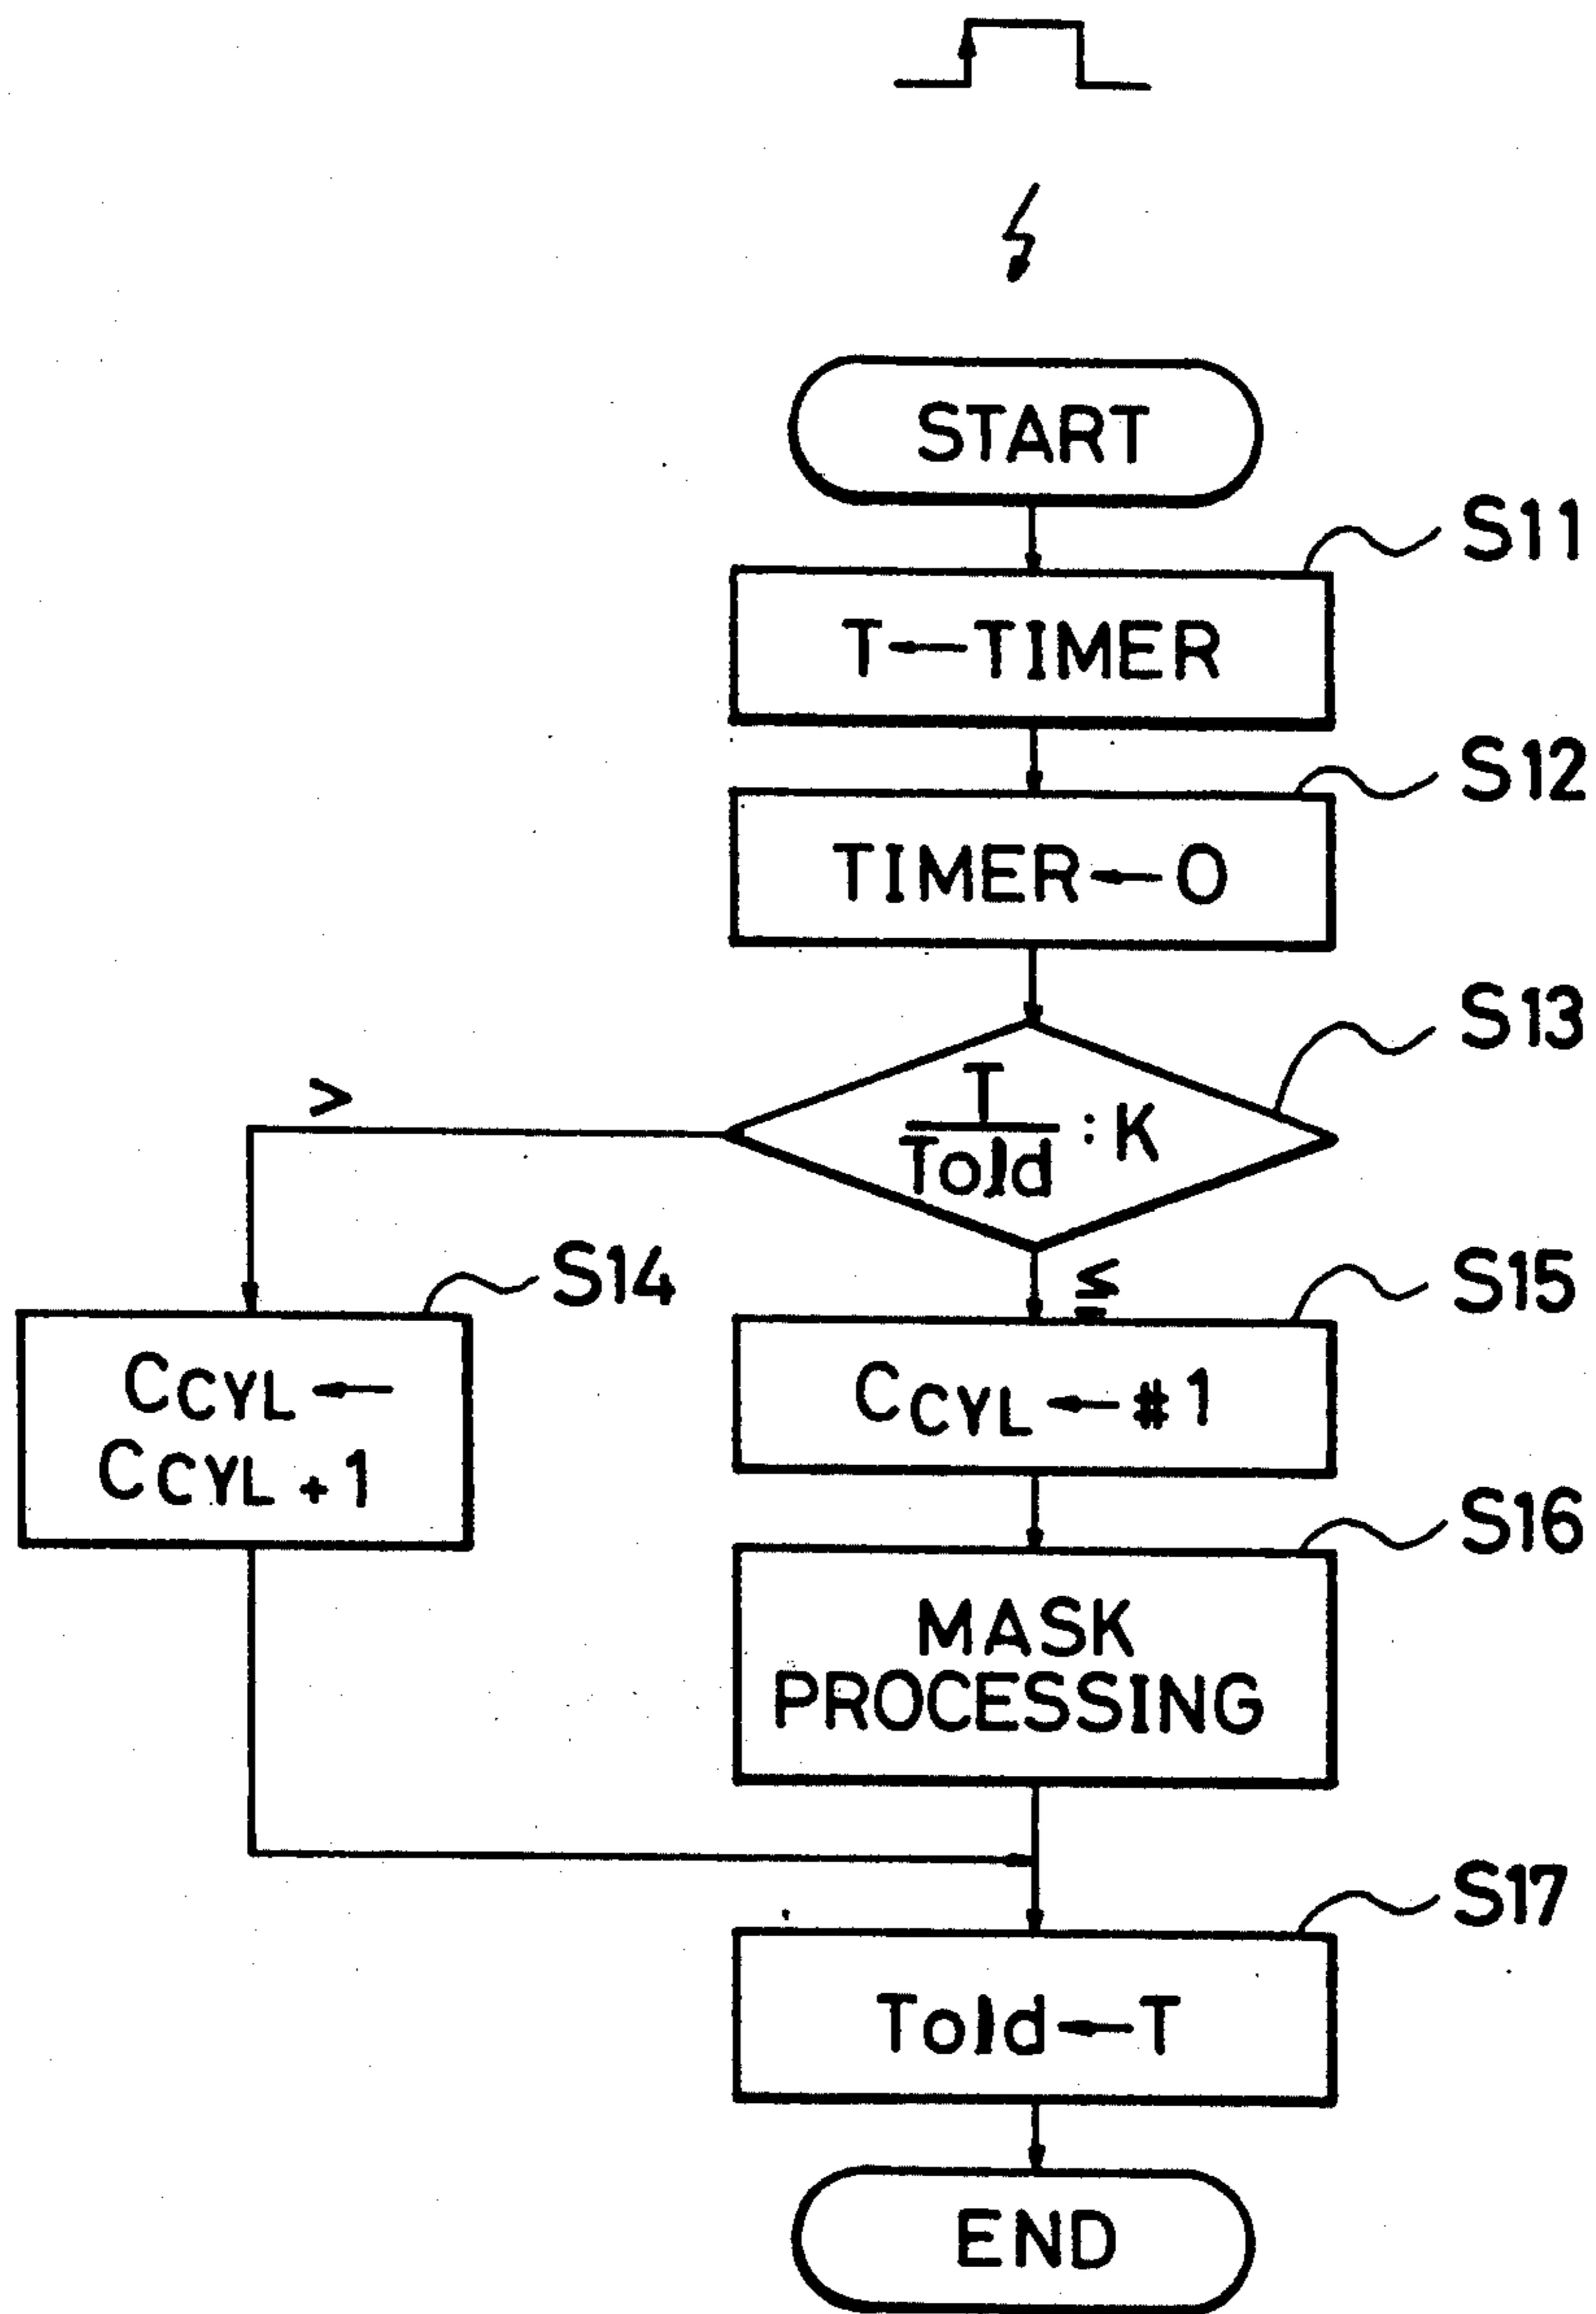 START
S11
T←TIMER
S12
TIMER←0
S13
T
Told
:K
>
≦
S14
CCYL←
CCYL+1
S15
CCYL←#1
S16
MASK
PROCESSING
S17
Told←T
END